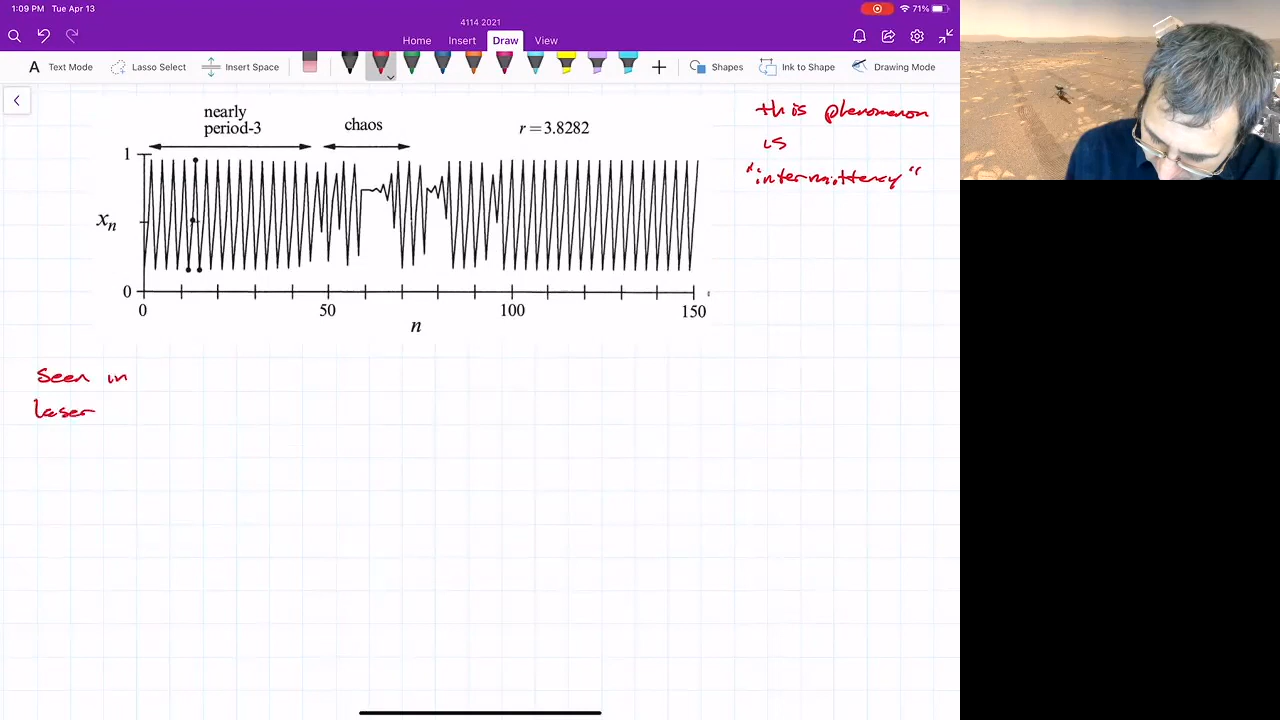 1:09 PM Tue Apr 13
71%
4114 2021
Home Insert Draw View
Text Mode Lasso Select Insert Space Shapes Ink to Shape Drawing Mode
nearly
period-3
chaos
r = 3.8282
1
xn
0
0 50 100 150
n
this phenomenon
is
"intermittency"
Seen in
laser